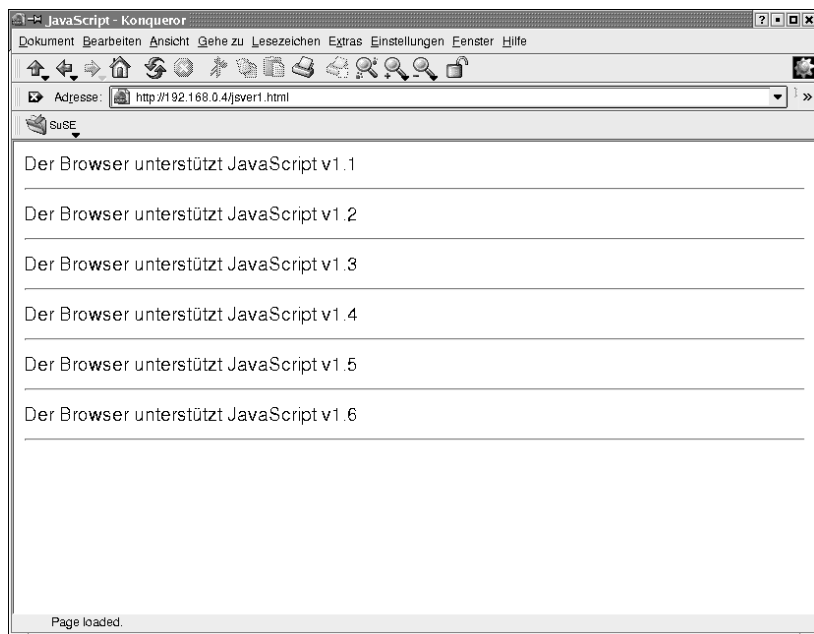 JavaScript - Konqueror
Dokument Bearbeiten Ansicht Gehe zu Lesezeichen Extras Einstellungen Fenster Hilfe
Adresse: http://192.168.0.4/jsver1.html
SuSE
Der Browser unterstützt JavaScript v1.1
Der Browser unterstützt JavaScript v1.2
Der Browser unterstützt JavaScript v1.3
Der Browser unterstützt JavaScript v1.4
Der Browser unterstützt JavaScript v1.5
Der Browser unterstützt JavaScript v1.6
Page loaded.